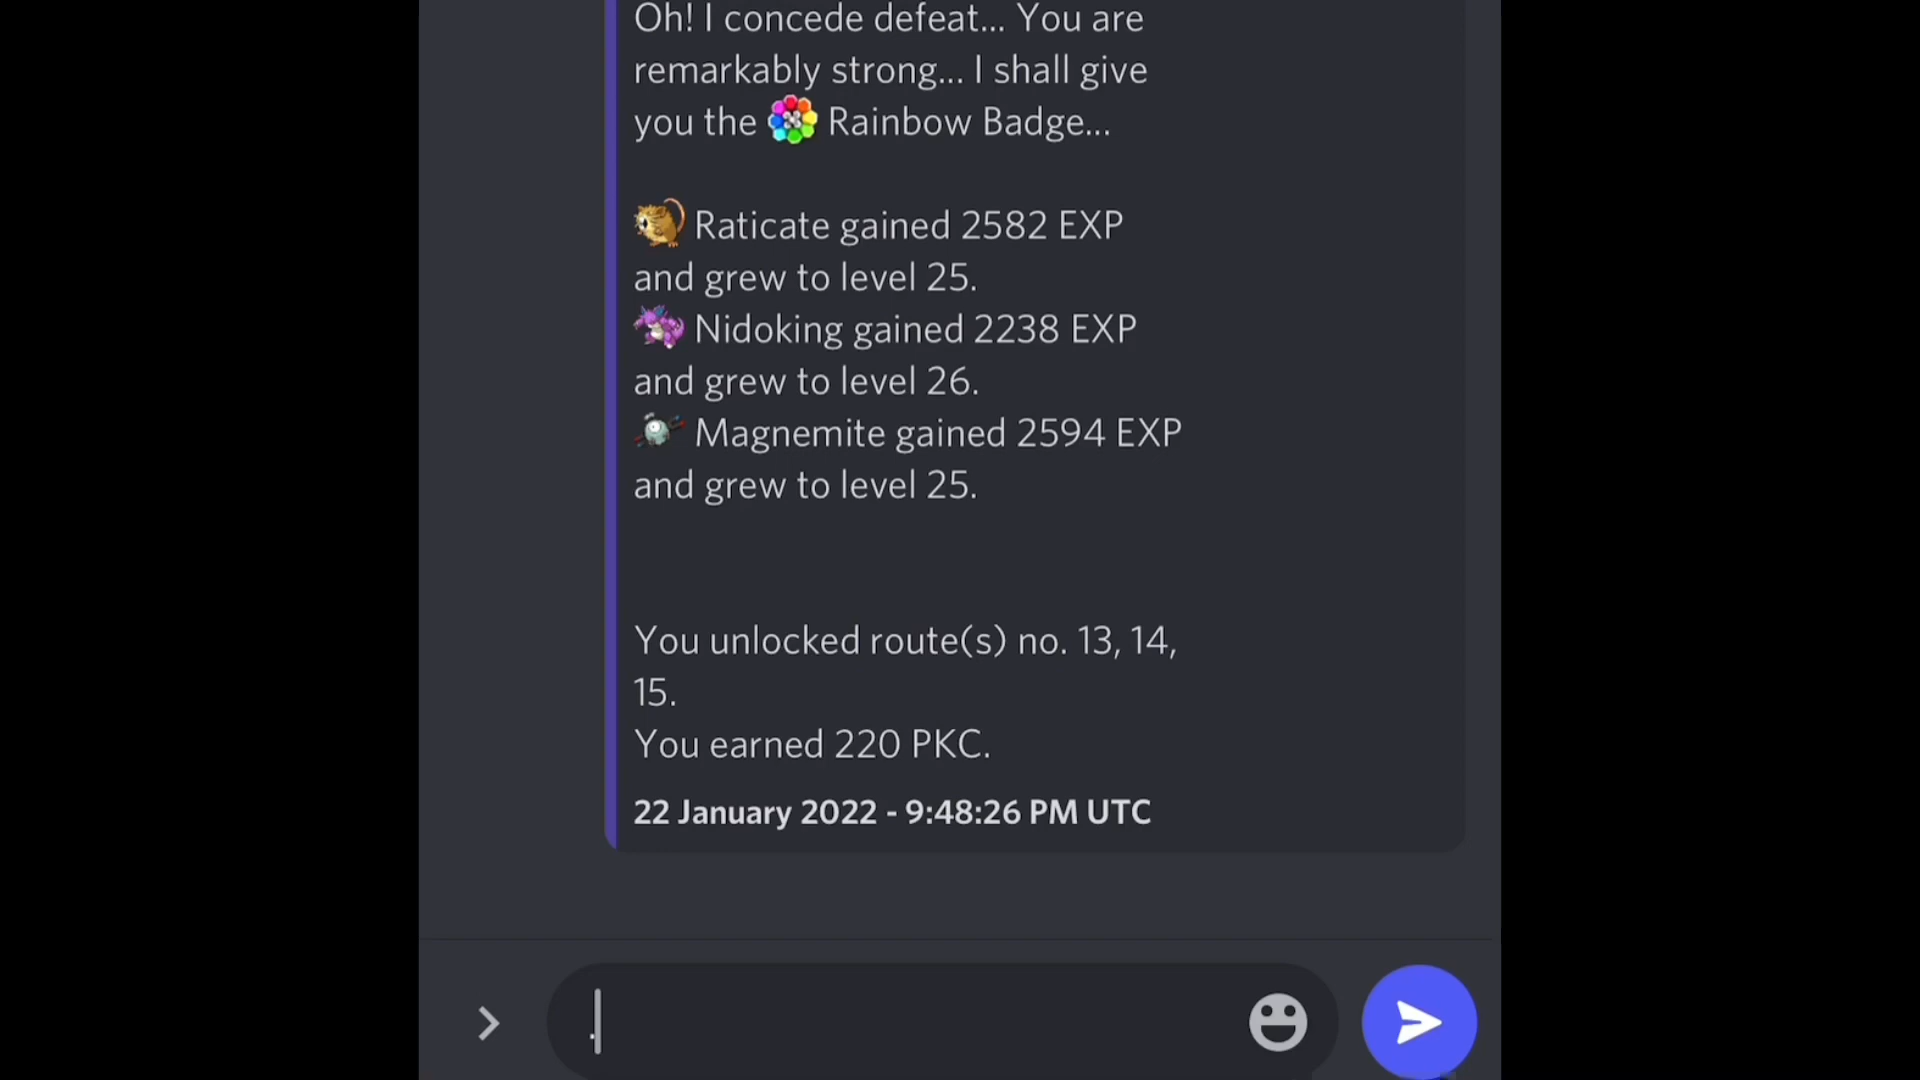 Oh! I concede defeat... You are
remarkably strong... I shall give
you the Rainbow Badge...
Raticate gained 2582 EXP
and grew to level 25.
Nidoking gained 2238 EXP
and grew to level 26.
Magnemite gained 2594 EXP
and grew to level 25.
You unlocked route(s) no. 13, 14,
15.
You earned 220 PKC.
22 January 2022 - 9:48:26 PM UTC
.